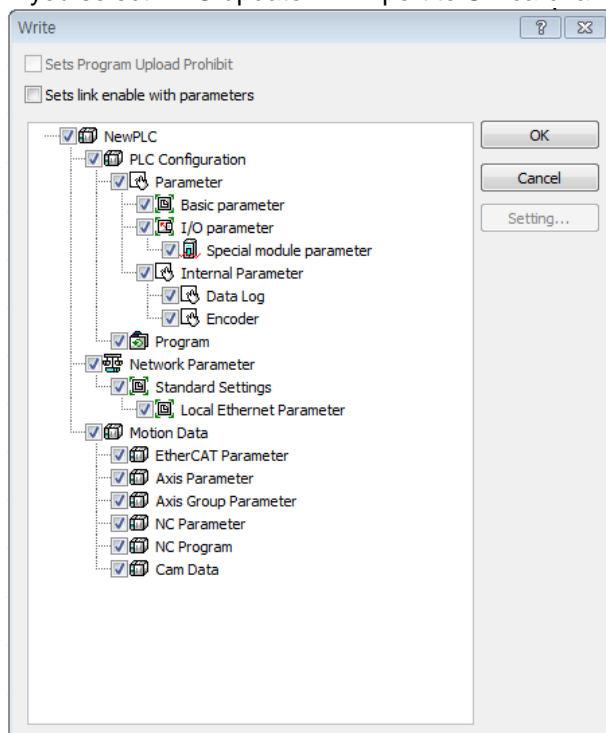 Write
Sets Program Upload Prohibit
Sets link enable with parameters
NewPLC
PLC Configuration
Parameter
Basic parameter
I/O parameter
Special module parameter
Internal Parameter
Data Log
Encoder
Program
Network Parameter
Standard Settings
Local Ethernet Parameter
Motion Data
EtherCAT Parameter
Axis Parameter
Axis Group Parameter
NC Parameter
NC Program
Cam Data
OK
Cancel
Setting...